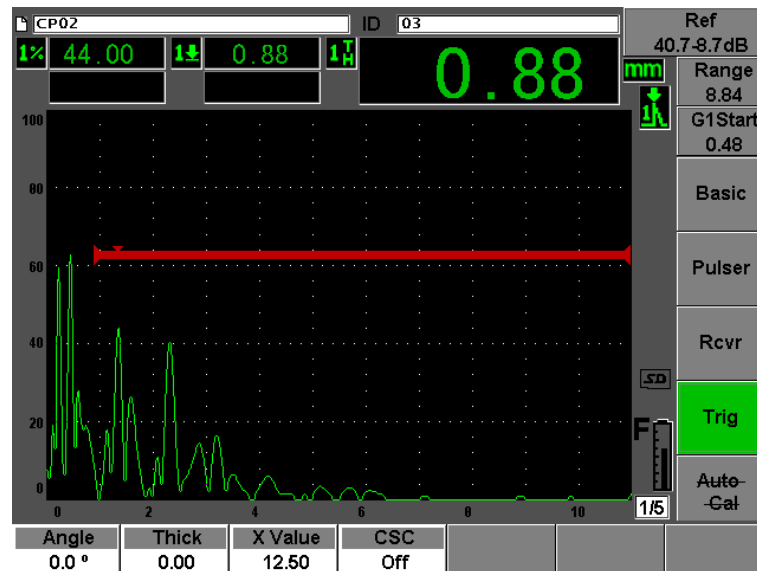 CP02 ID 03 Ref
40.7-8.7dB
1% 44.00 1 0.88 1TH 0.88 mm
Range
8.84
1
G1Start
0.48
100
80
60
40
20
0
0 2 4 6 8 10
Basic
Pulser
Rcvr
SD
F
Trig
1/5
Auto-
Cal
Angle Thick X Value CSC
0.0 º 0.00 12.50 Off